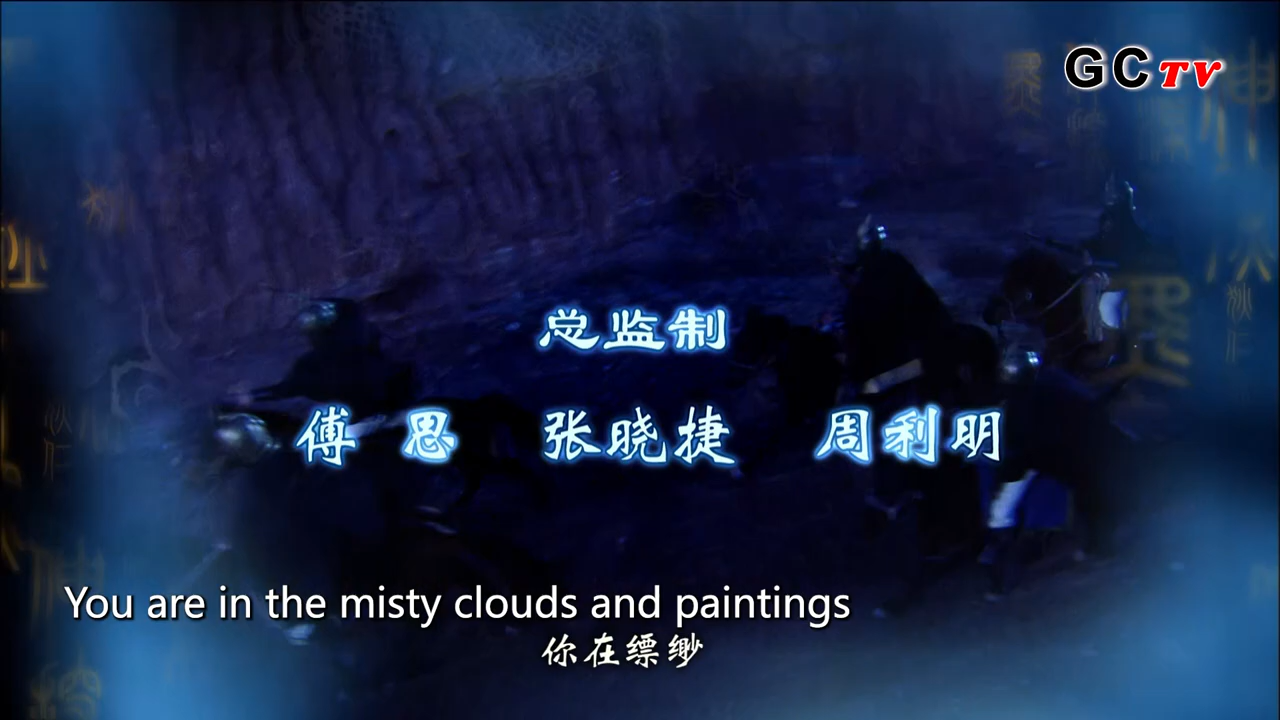 GCTV
总监制
傅 思 张晓捷 周利明
You are in the misty clouds and paintings
你在缥缈